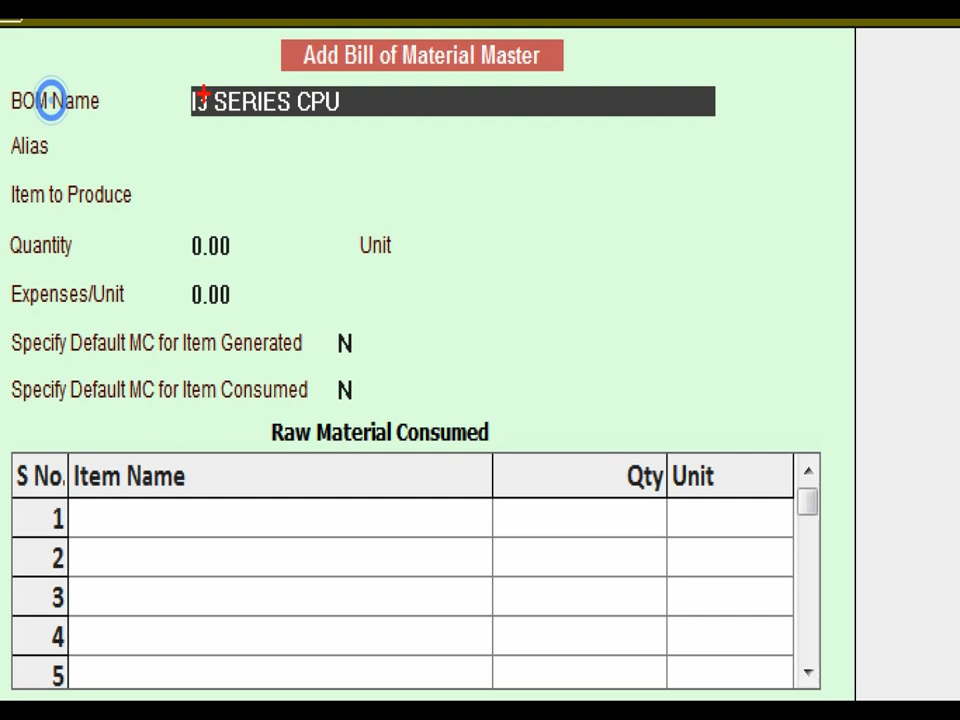 Add Bill of Material Master
BOM Name IJ SERIES CPU
Alias
Item to Produce
Quantity 0.00 Unit
Expenses/Unit 0.00
Specify Default MC for Item Generated N
Specify Default MC for Item Consumed N
Raw Material Consumed
S No. Item Name Qty Unit
1
2
3
4
5